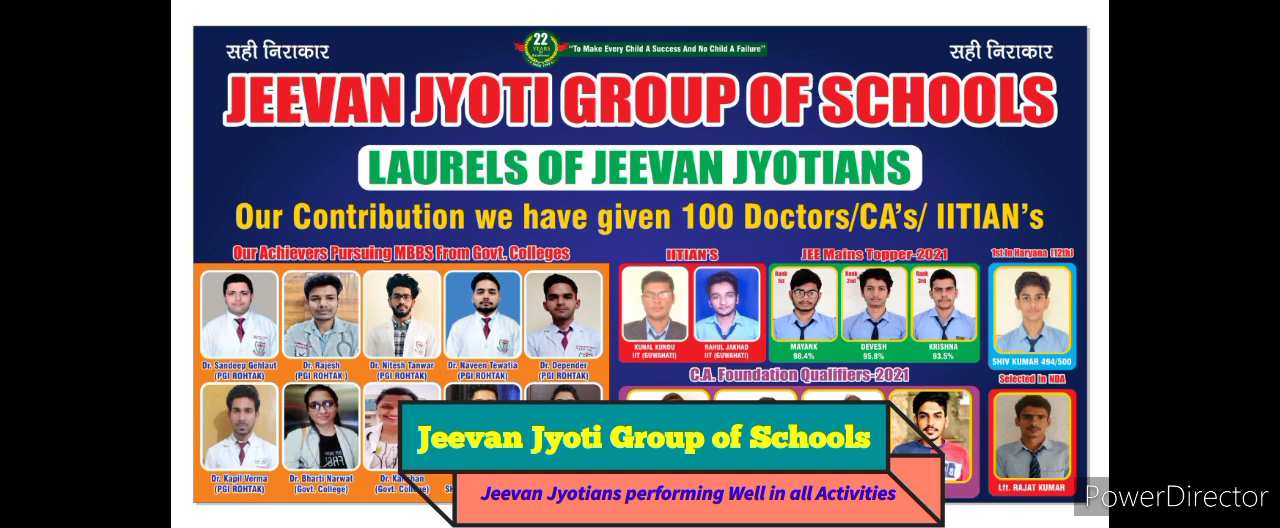 सही निराकार
22
YEARS
"To Make Every Child A Success And No Child A Failure"
सही निराकार
JEEVAN JYOTI GROUP OF SCHOOLS
LAURELS OF JEEVAN JYOTIANS
Our Contribution we have given 100 Doctors/CA's/ IITIAN's
Our Achievers Pursuing MBBS From Govt. Colleges
Dr. Sandeep Gehlaut
(PGI ROHTAK)
Dr. Rajesh
(PGI ROHTAK )
Dr. Nitesh Tanwar
(PGI ROHTAK)
Dr. Naveen Tewatia
(PGI ROHTAK)
Dr. Depender
(PGI ROHTAK)
Dr. Kapil Verma
(PGI ROHTAK)
Dr. Bharti Narwat
(Govt. College)
(Govt. College)
IITIAN'S
KUNAL KUNDU
IIT (GUWAHATI)
RAHUL JAKHAD
IIT (GUWAHATI)
JEE Mains Topper-2021
Rank
1st
MAYANK
98.4%
Rank
2nd
DEVESH
95.8%
Rank
3rd
KRISHNA
93.5%
1st In Haryana (12th)
SHIV KUMAR 494/500
C.A. Foundation Qualifiers-2021
Selected In NDA
Lft. RAJAT KUMAR
Jeevan Jyoti Group of Schools
Jeevan Jyotians performing Well in all Activities
PowerDirector